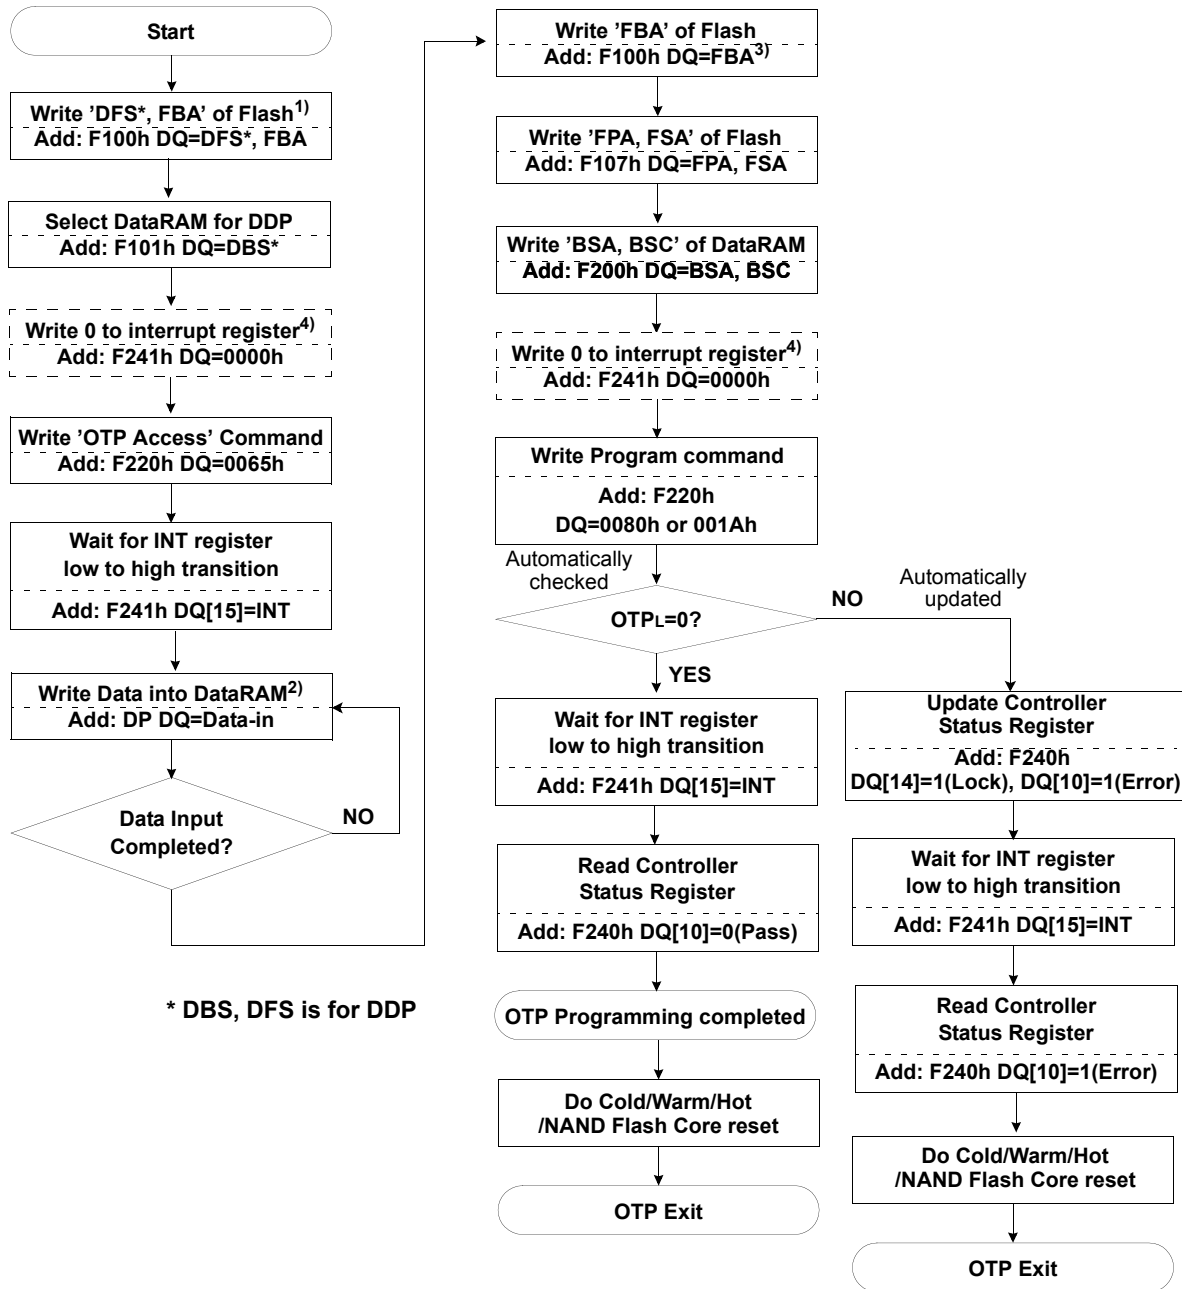 Start
Write ’DFS*, FBA’ of Flash1)
Add: F100h DQ=DFS*, FBA
Select DataRAM for DDP
Add: F101h DQ=DBS*
Write 0 to interrupt register4)
Add: F241h DQ=0000h
Write ’OTP Access’ Command
Add: F220h DQ=0065h
Wait for INT register
low to high transition
Add: F241h DQ[15]=INT
Write Data into DataRAM2)
Add: DP DQ=Data-in
Data Input
Completed?
NO
* DBS, DFS is for DDP
Write ’FBA’ of Flash
Add: F100h DQ=FBA3)
Write ’FPA, FSA’ of Flash
Add: F107h DQ=FPA, FSA
Write ’BSA, BSC’ of DataRAM
Add: F200h DQ=BSA, BSC
Write 0 to interrupt register4)
Add: F241h DQ=0000h
Write Program command
Add: F220h
DQ=0080h or 001Ah
Automatically
checked
OTPL=0?
YES
Wait for INT register
low to high transition
Add: F241h DQ[15]=INT
Read Controller
Status Register
Add: F240h DQ[10]=0(Pass)
OTP Programming completed
Do Cold/Warm/Hot
/NAND Flash Core reset
OTP Exit
NO
Automatically
updated
Update Controller
Status Register
Add: F240h
DQ[14]=1(Lock), DQ[10]=1(Error)
Wait for INT register
low to high transition
Add: F241h DQ[15]=INT
Read Controller
Status Register
Add: F240h DQ[10]=1(Error)
Do Cold/Warm/Hot
/NAND Flash Core reset
OTP Exit